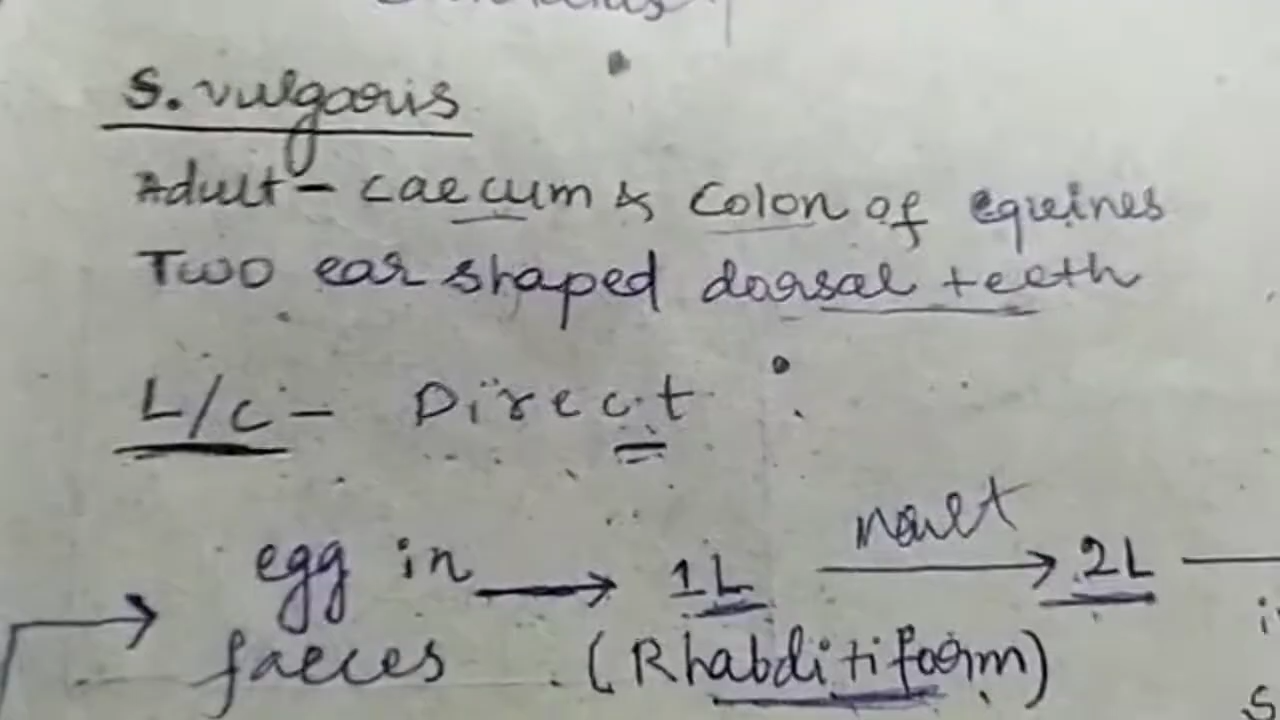 S. vulgaris
Adult - caecum & colon of equines
Two ear shaped dorsal teeth
L/C - Direct
moult
egg in → 1L → 2L
faeces (Rhabditiform)